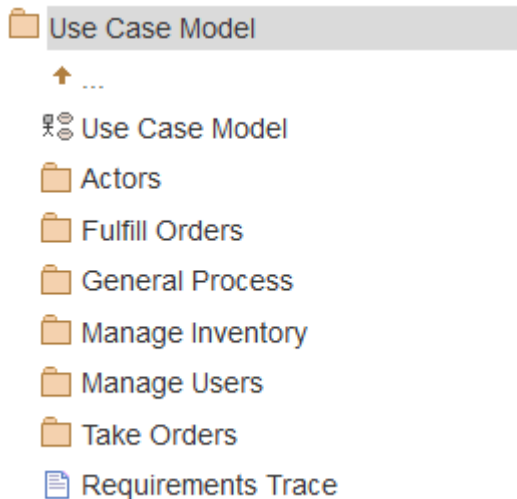 Use Case Model
...
Use Case Model
Actors
Fulfill Orders
General Process
Manage Inventory
Manage Users
Take Orders
Requirements Trace